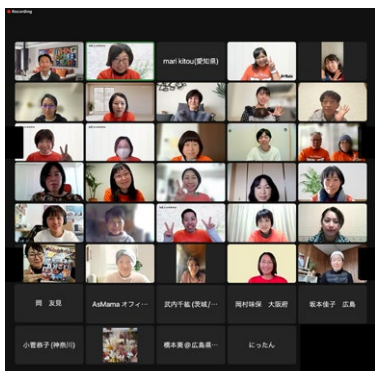 Recording
mari kitou(愛知県)
岡 友見
AsMama オフィ…
武内千紘 (茨城/…
岡村味保 大阪府
坂本佳子 広島
小菅恭子 (神奈川)
橋本奏@広島県…
にったん